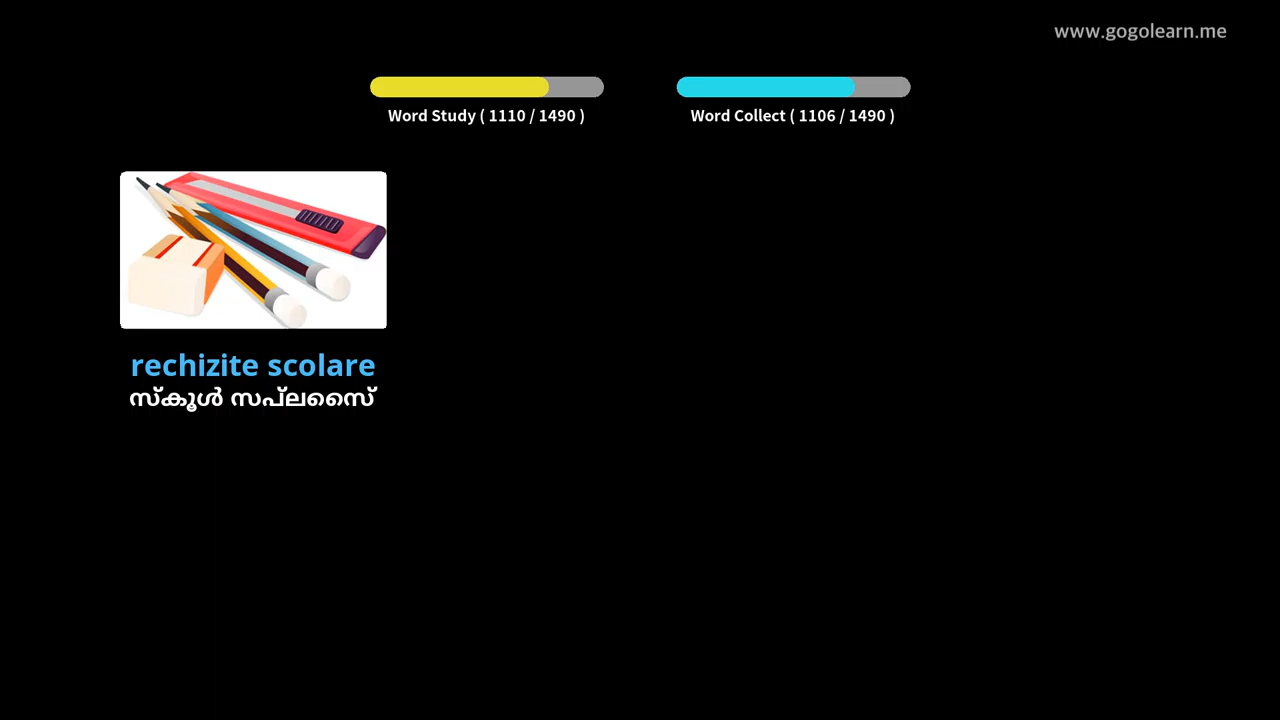 www.gogolearn.me
Word Study ( 1110 / 1490 )
Word Collect ( 1106 / 1490 )
rechizite scolare
സ്കൂൾ സപ്ലൈസ്